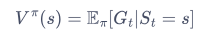 V^π(s) = 𝔼_π[G_t|S_t = s]